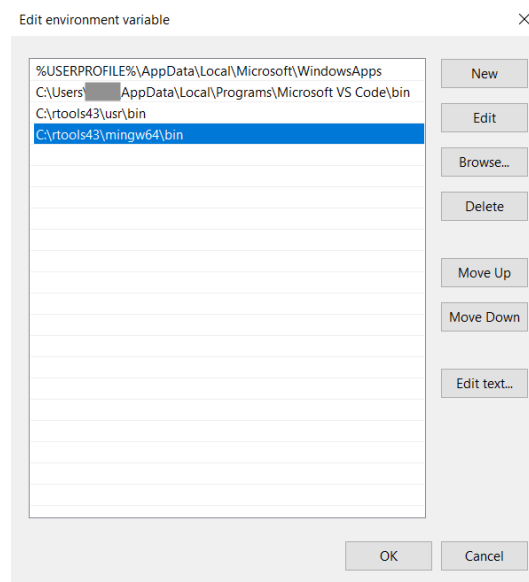 Edit environment variable
%USERPROFILE%\AppData\Local\Microsoft\WindowsApps
C:\Users\ AppData\Local\Programs\Microsoft VS Code\bin
C:\rtools43\usr\bin
C:\rtools43\mingw64\bin
New
Edit
Browse...
Delete
Move Up
Move Down
Edit text...
OK
Cancel